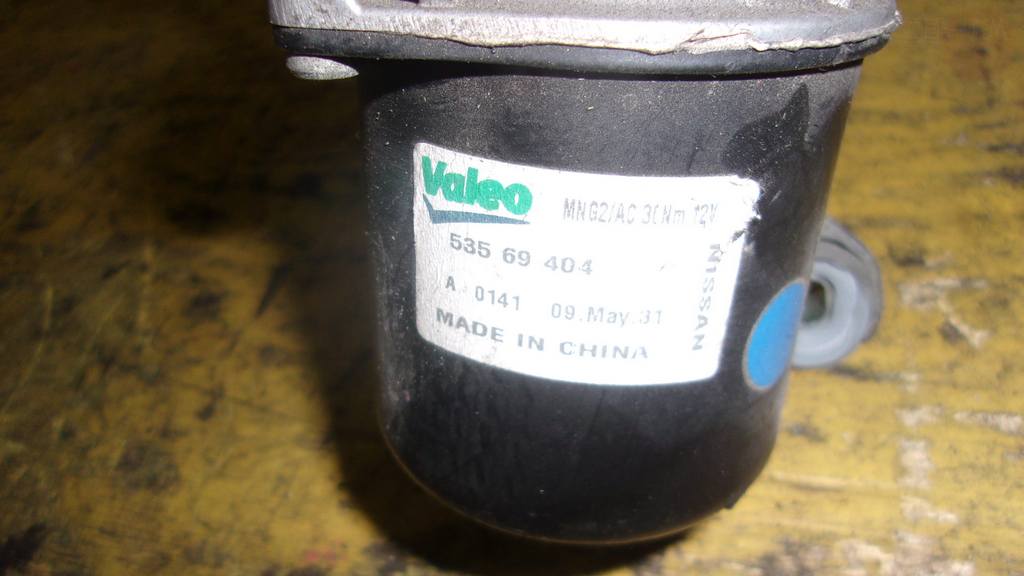 Valeo
MNG2/AC 30Nm 12V
535 69 404
A 0141 09.May.31
MADE IN CHINA
NISSAN